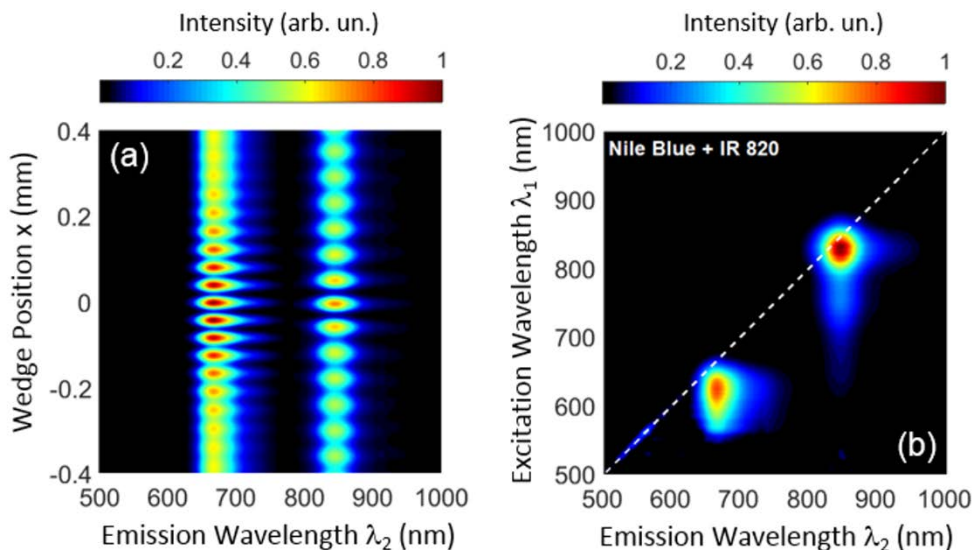 Intensity (arb. un.)
0.2 0.4 0.6 0.8 1
(a)
Wedge Position x (mm)
0.4
0.2
0
-0.2
-0.4
500 600 700 800 900 1000
Emission Wavelength λ2 (nm)
Intensity (arb. un.)
0.2 0.4 0.6 0.8 1
Nile Blue + IR 820
Excitation Wavelength λ1 (nm)
1000
900
800
700
600
500
(b)
500 600 700 800 900 1000
Emission Wavelength λ2 (nm)